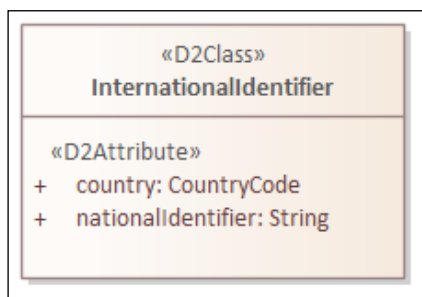 «D2Class»
InternationalIdentifier
«D2Attribute»
+ country: CountryCode
+ nationalIdentifier: String